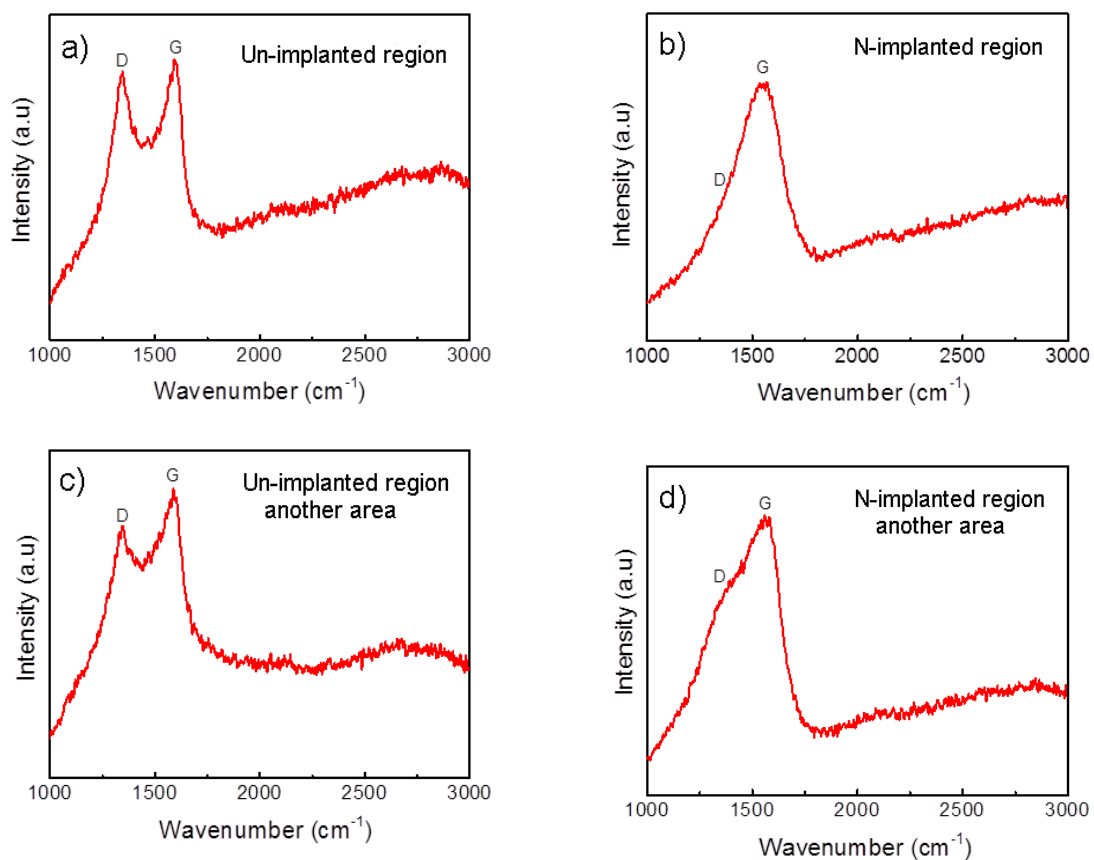 a)
D
G
Un-implanted region
Intensity (a.u)
1000
1500
2000
2500
3000
Wavenumber (cm⁻¹)
b)
G
D
N-implanted region
Intensity (a.u)
1000
1500
2000
2500
3000
Wavenumber (cm⁻¹)
c)
D
G
Un-implanted region
another area
Intensity (a.u)
1000
1500
2000
2500
3000
Wavenumber (cm⁻¹)
d)
G
D
N-implanted region
another area
Intensity (a.u)
1000
1500
2000
2500
3000
Wavenumber (cm⁻¹)